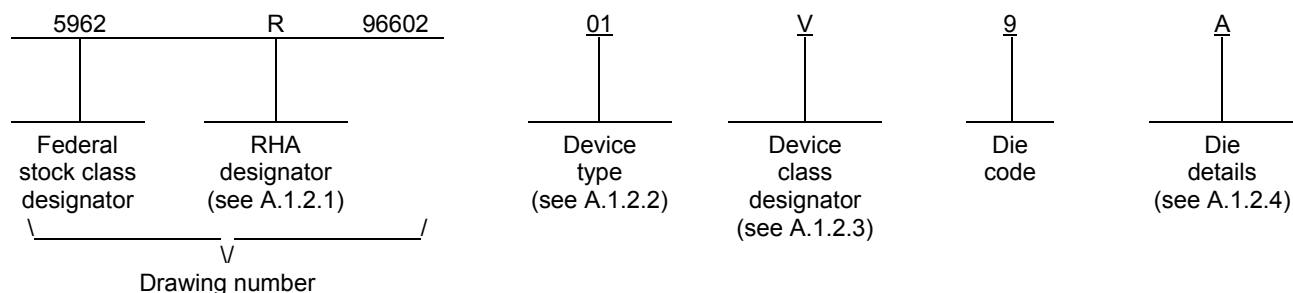 5962 R 96602 01 V 9 A
Federal stock class designator
RHA designator (see A.1.2.1)
Device type (see A.1.2.2)
Device class designator (see A.1.2.3)
Die code
Die details (see A.1.2.4)
Drawing number